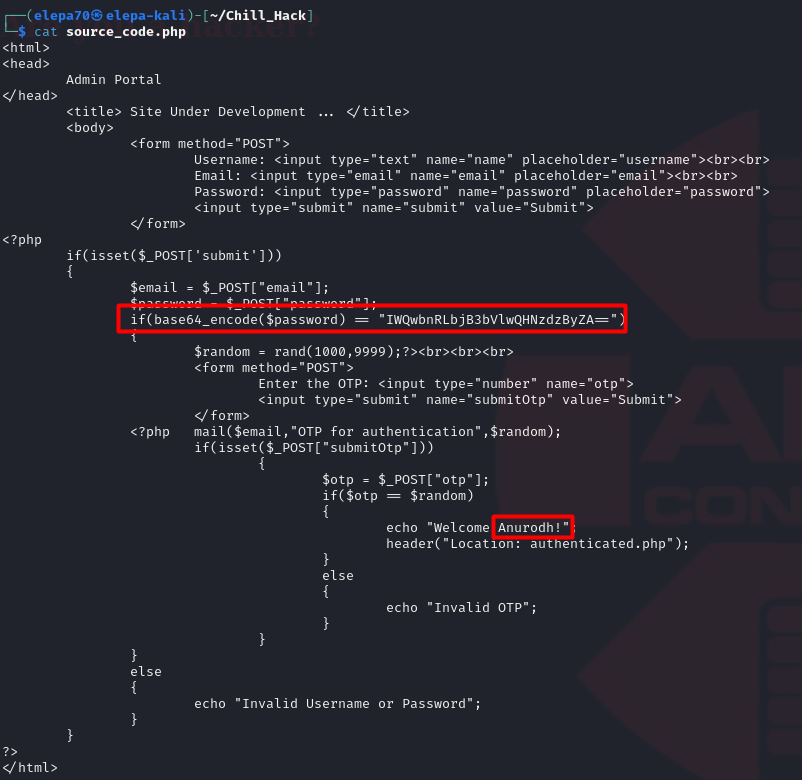 ┌──(elepa70㉿elepa-kali)-[~/Chill_Hack]
└─$ cat source_code.php
<html>
<head>
        Admin Portal
</head>
        <title> Site Under Development ... </title>
        <body>
                <form method="POST">
                        Username: <input type="text" name="name" placeholder="username"><br><br>
                        Email: <input type="email" name="email" placeholder="email"><br><br>
                        Password: <input type="password" name="password" placeholder="password">
                        <input type="submit" name="submit" value="Submit">
                </form>
<?php
        if(isset($_POST['submit']))
        {
                $email = $_POST["email"];
                $password = $_POST["password"];
                if(base64_encode($password) == "IWQwbnRLbjB3bVlwQHNzdzByZA==")
                {
                        $random = rand(1000,9999);?><br><br><br>
                        <form method="POST">
                                Enter the OTP: <input type="number" name="otp">
                                <input type="submit" name="submitOtp" value="Submit">
                        </form>
                <?php   mail($email,"OTP for authentication",$random);
                        if(isset($_POST["submitOtp"]))
                                {
                                        $otp = $_POST["otp"];
                                        if($otp == $random)
                                        {
                                                echo "Welcome Anurodh!";
                                                header("Location: authenticated.php");
                                        }
                                        else
                                        {
                                                echo "Invalid OTP";
                                        }
                                }
                }
                else
                {
                        echo "Invalid Username or Password";
                }
        }
?>
</html>